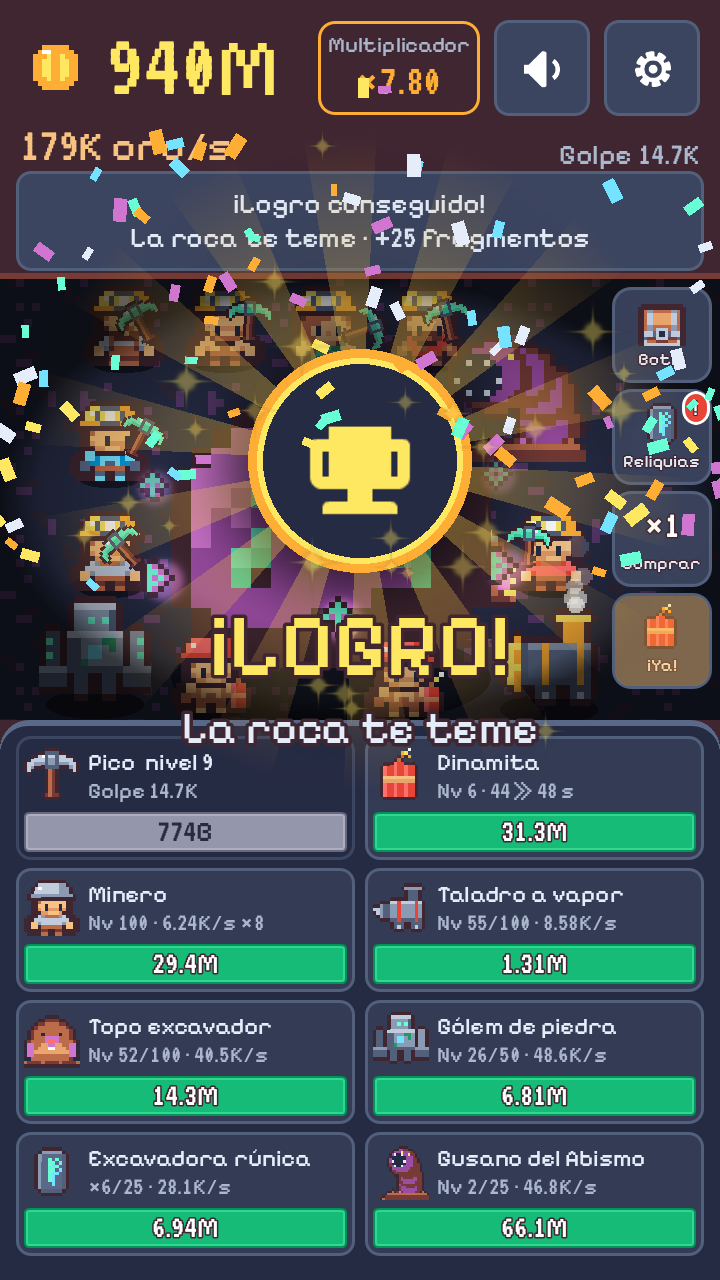 940M
Multiplicador
×7.80
179K oro/s
Golpe 14.7K
¡Logro conseguido!
La roca te teme · +25 fragmentos
Reliquias
!
×1
Comprar
¡Ya!
¡LOGRO!
La roca te teme
Pico nivel 9
Golpe 14.7K
774B
Dinamita
Nv 6 · 44 >> 48 s
31.3M
Minero
Nv 100 · 6.24K/s ×8
29.4M
Taladro a vapor
Nv 55/100 · 8.58K/s
1.31M
Topo excavador
Nv 52/100 · 40.5K/s
14.3M
Gólem de piedra
Nv 26/50 · 48.6K/s
6.81M
Excavadora rúnica
×6/25 · 28.1K/s
6.94M
Gusano del Abismo
Nv 2/25 · 46.8K/s
66.1M